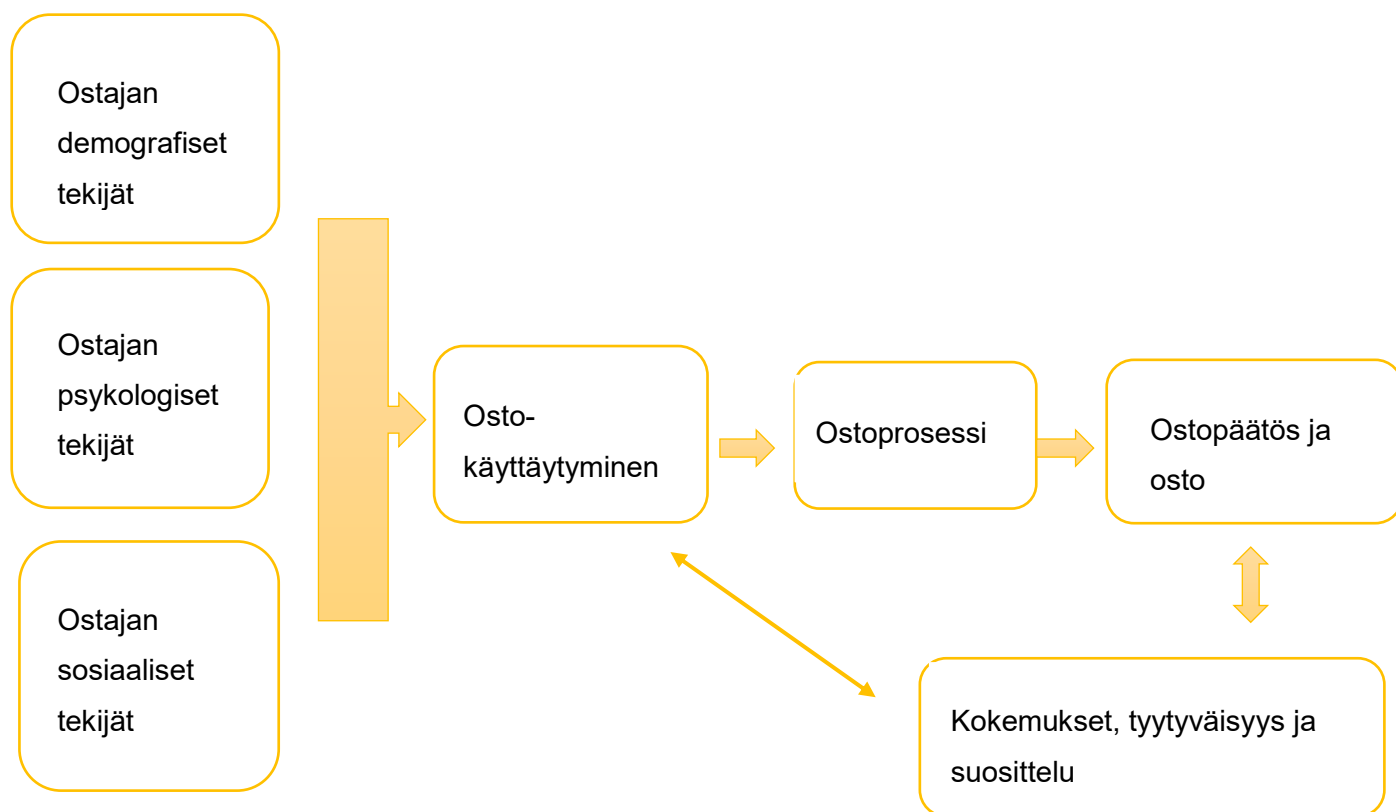 Ostajan
demografiset
tekijät
Ostajan
psykologiset
tekijät
Ostajan
sosiaaliset
tekijät
Osto-
käyttäytyminen
Ostoprosessi
Ostopäätös ja
osto
Kokemukset, tyytyväisyys ja
suosittelu